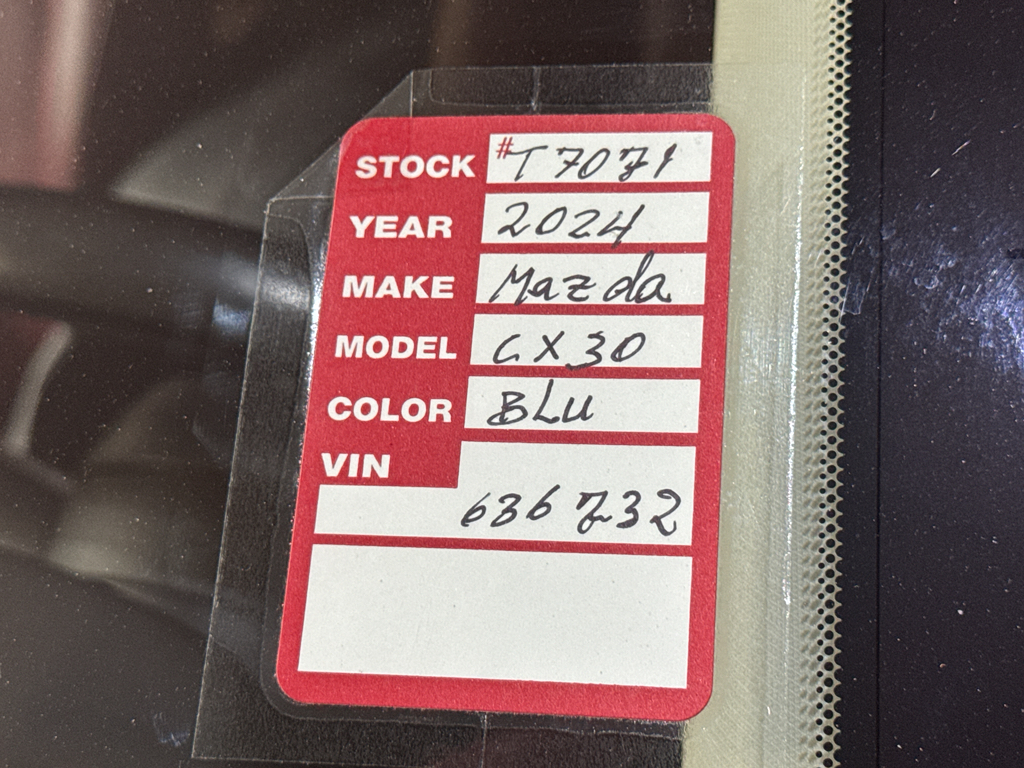 STOCK #T7071
YEAR 2024
MAKE Mazda
MODEL CX30
COLOR BLU
VIN
636732